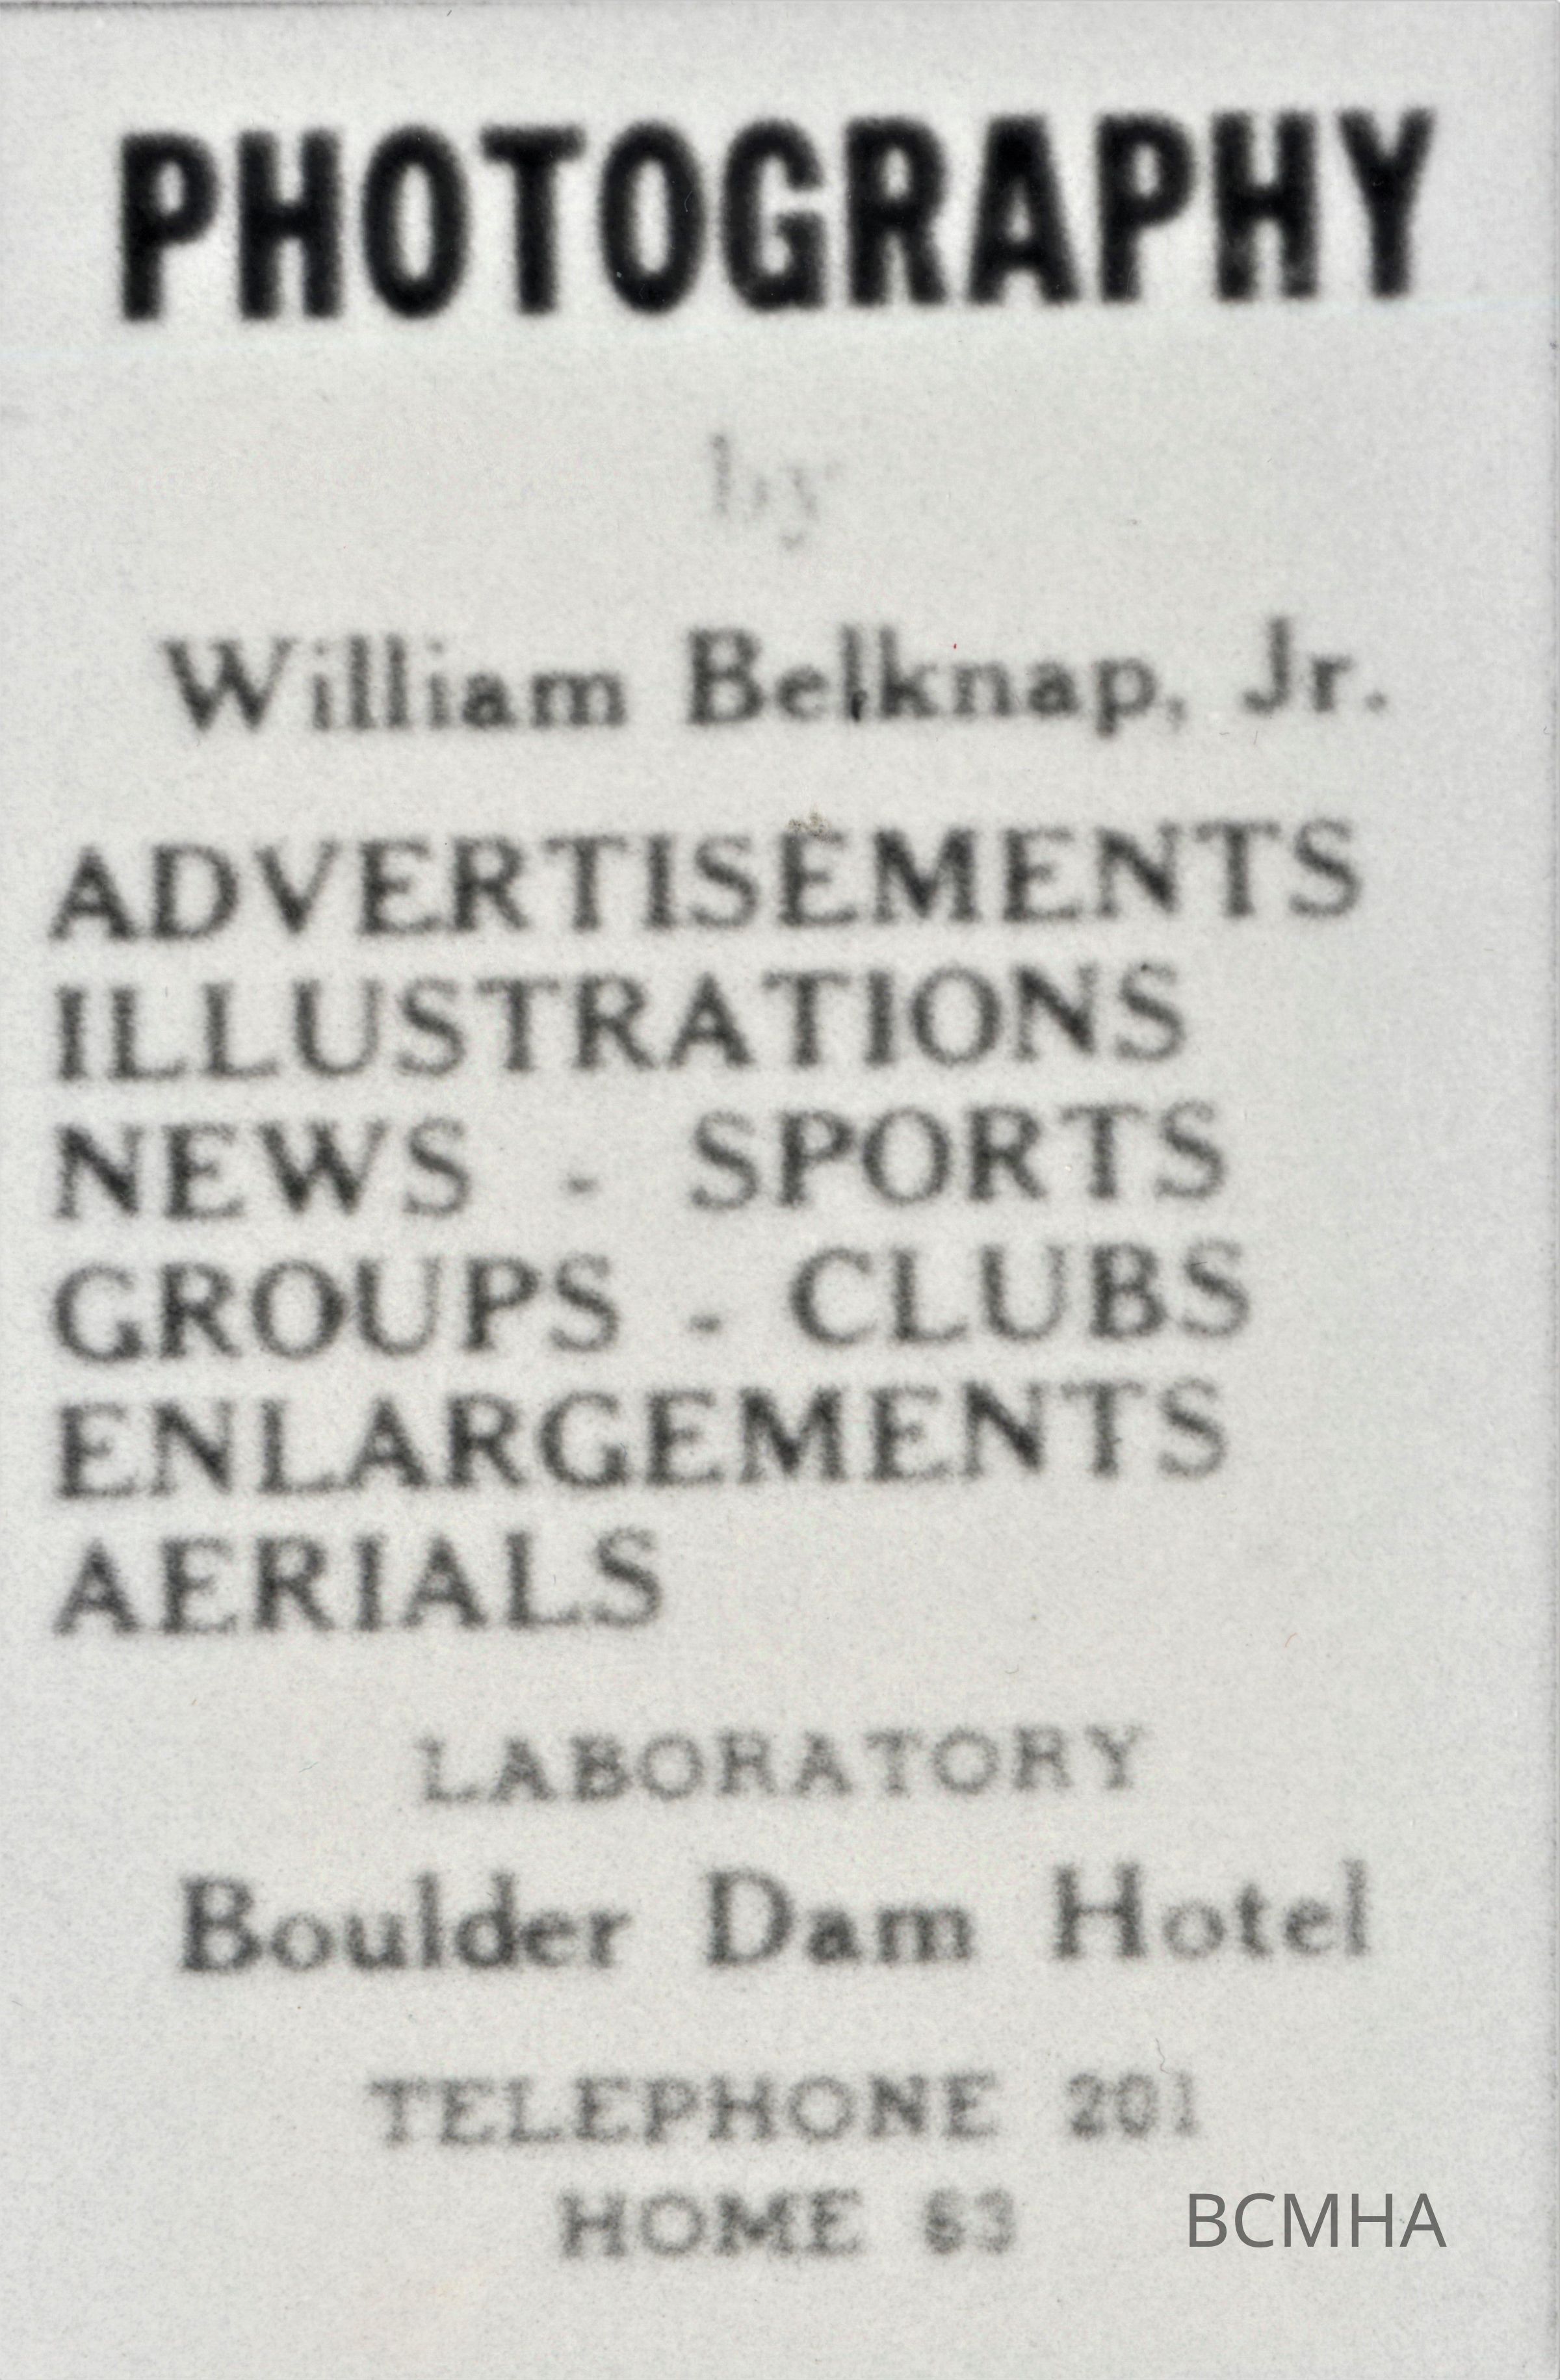 PHOTOGRAPHY
by
William Belknap, Jr.
ADVERTISEMENTS
ILLUSTRATIONS
NEWS - SPORTS
GROUPS - CLUBS
ENLARGEMENTS
AERIALS
LABORATORY
Boulder Dam Hotel
TELEPHONE 201
HOME 63
BCMHA